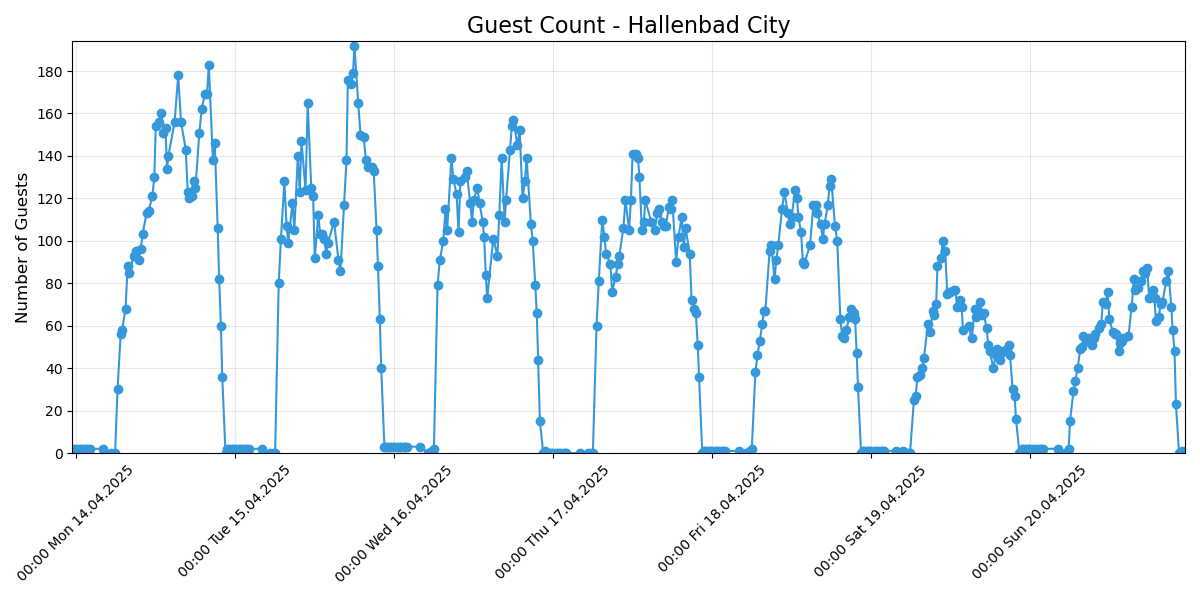 Guest Count - Hallenbad City
Number of Guests
180
160
140
120
100
80
60
40
20
0
00:00 Mon 14.04.2025
00:00 Tue 15.04.2025
00:00 Wed 16.04.2025
00:00 Thu 17.04.2025
00:00 Fri 18.04.2025
00:00 Sat 19.04.2025
00:00 Sun 20.04.2025